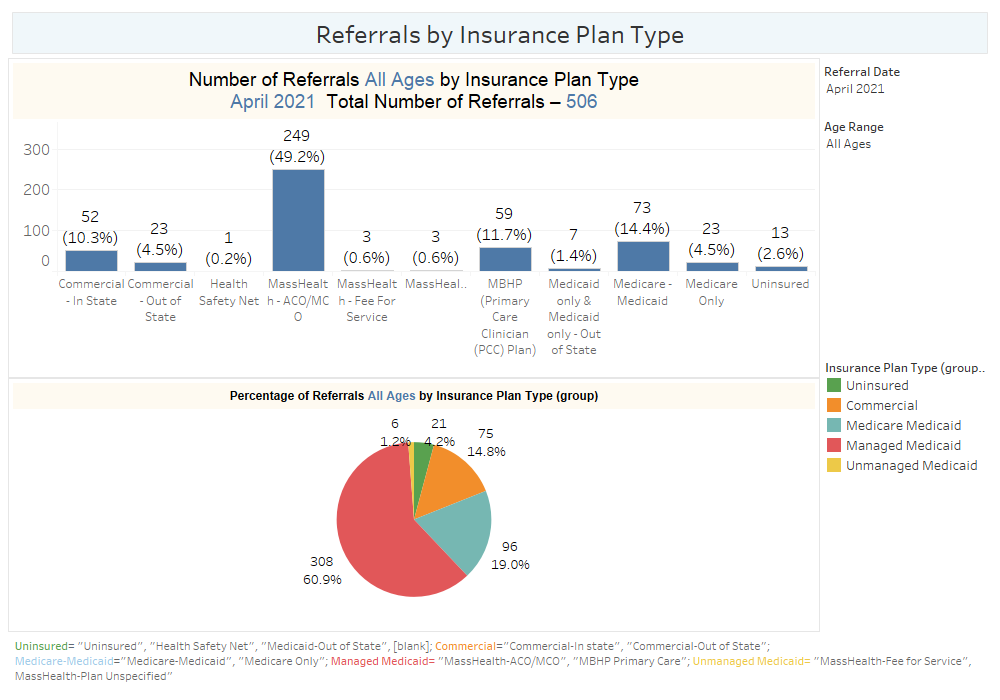 Referrals by Insurance Plan Type
Number of Referrals All Ages by Insurance Plan Type
April 2021 Total Number of Referrals – 506
Referral Date
April 2021
Age Range
All Ages
300
200
100
0
52
(10.3%)
23
(4.5%)
1
(0.2%)
249
(49.2%)
3
(0.6%)
3
(0.6%)
59
(11.7%)
7
(1.4%)
73
(14.4%)
23
(4.5%)
13
(2.6%)
Commercial
- In State
Commercial
- Out of
State
Health
Safety Net
MassHealt
h - ACO/MC
O
MassHealt
h - Fee For
Service
MassHeal..
MBHP
(Primary
Care
Clinician
(PCC) Plan)
Medicaid
only &
Medicaid
only - Out
of State
Medicare -
Medicaid
Medicare
Only
Uninsured
Insurance Plan Type (group..
Uninsured
Commercial
Medicare Medicaid
Managed Medicaid
Unmanaged Medicaid
Percentage of Referrals All Ages by Insurance Plan Type (group)
6
1.2%
21
4.2%
75
14.8%
96
19.0%
308
60.9%
Uninsured= "Uninsured", "Health Safety Net", "Medicaid-Out of State", [blank]; Commercial="Commercial-In state", "Commercial-Out of State";
Medicare-Medicaid="Medicare-Medicaid", "Medicare Only"; Managed Medicaid= "MassHealth-ACO/MCO", "MBHP Primary Care"; Unmanaged Medicaid= "MassHealth-Fee for Service",
MassHealth-Plan Unspecified"